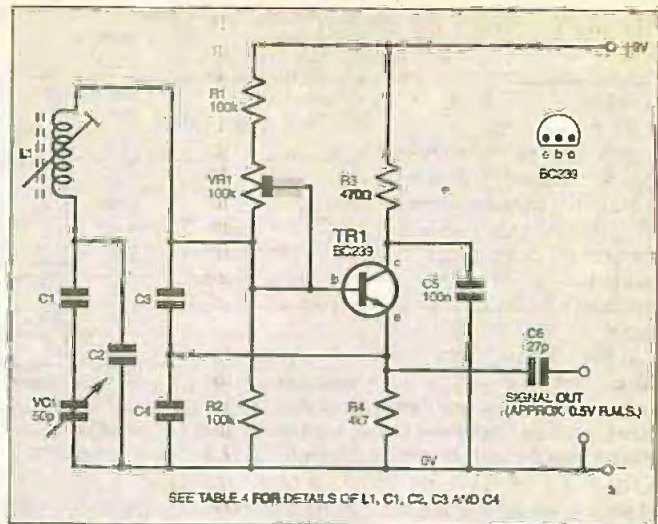 R1
100k
VR1
100k
R3
470Ω
BC239
TR1
BC239
b
c
e
C5
100n
C1
C3
C2
C6
27p
VC1
50p
C4
R2
100k
R4
4k7
SIGNAL OUT
(APPROX. 0.5V R.M.S.)
0V
SEE TABLE 4 FOR DETAILS OF L1, C1, C2, C3 AND C4